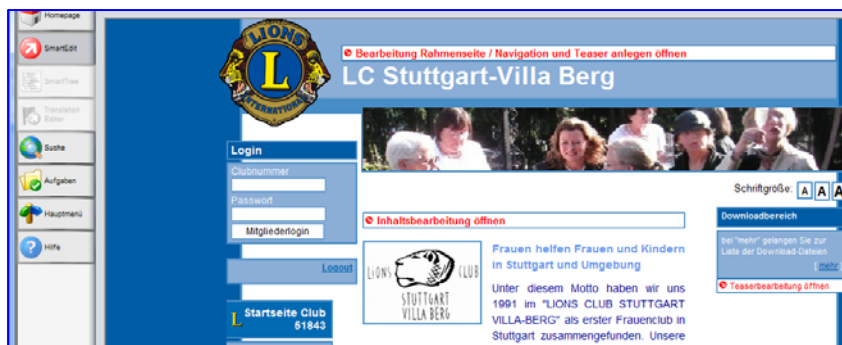 Homepage
SmartEdit
SmartTree
Translation
Editor
Suche
Aufgaben
Hauptmenü
Hilfe
LIONS
L
INTERNATIONAL
Bearbeitung Rahmenseite / Navigation und Teaser anlegen öffnen
LC Stuttgart-Villa Berg
Login
Clubnummer
Passwort
Mitgliederlogin
Logout
L Startseite Club
51843
Schriftgröße: A A A
Inhaltsbearbeitung öffnen
LIONS CLUB
STUTTGART
VILLA BERG
Frauen helfen Frauen und Kindern
in Stuttgart und Umgebung
Unter diesem Motto haben wir uns
1991 im "LIONS CLUB STUTTGART
VILLA-BERG" als erster Frauenclub in
Stuttgart zusammengefunden. Unsere
Downloadbereich
bei "mehr" gelangen Sie zur
Liste der Download-Dateien
[ mehr ]
Teaserbearbeitung öffnen